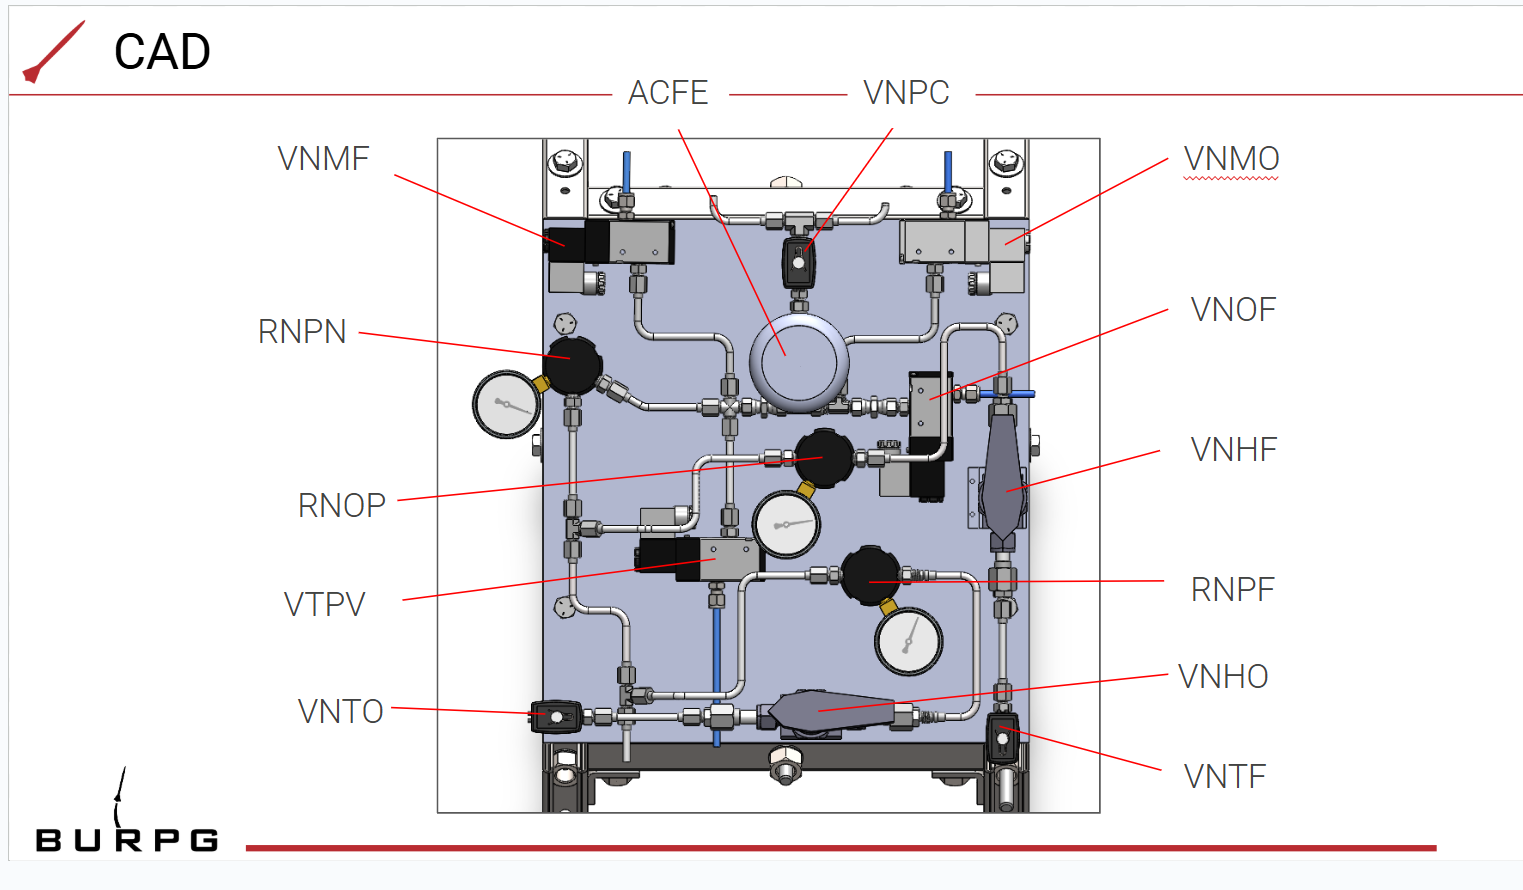 CAD
ACFE
VNPC
VNMF
VNMO
VNOF
RNPN
VNHF
RNOP
RNPF
VTPV
VNHO
VNTO
VNTF
BURPG